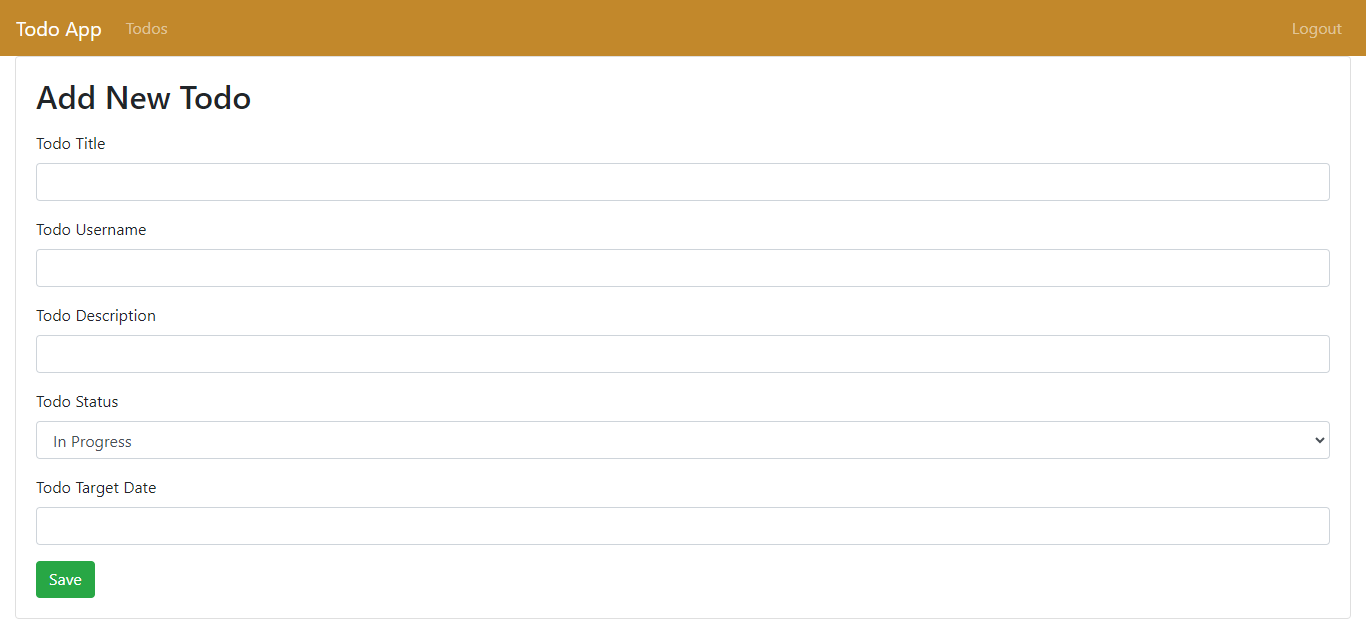 Todo App Todos Logout
Add New Todo
Todo Title
Todo Username
Todo Description
Todo Status
In Progress
Todo Target Date
Save